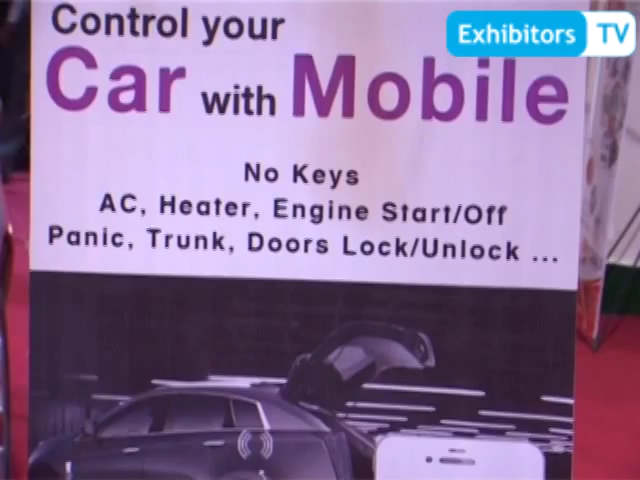 Exhibitors TV
Control your
Car with Mobile
No Keys
AC, Heater, Engine Start/Off
Panic, Trunk, Doors Lock/Unlock ...